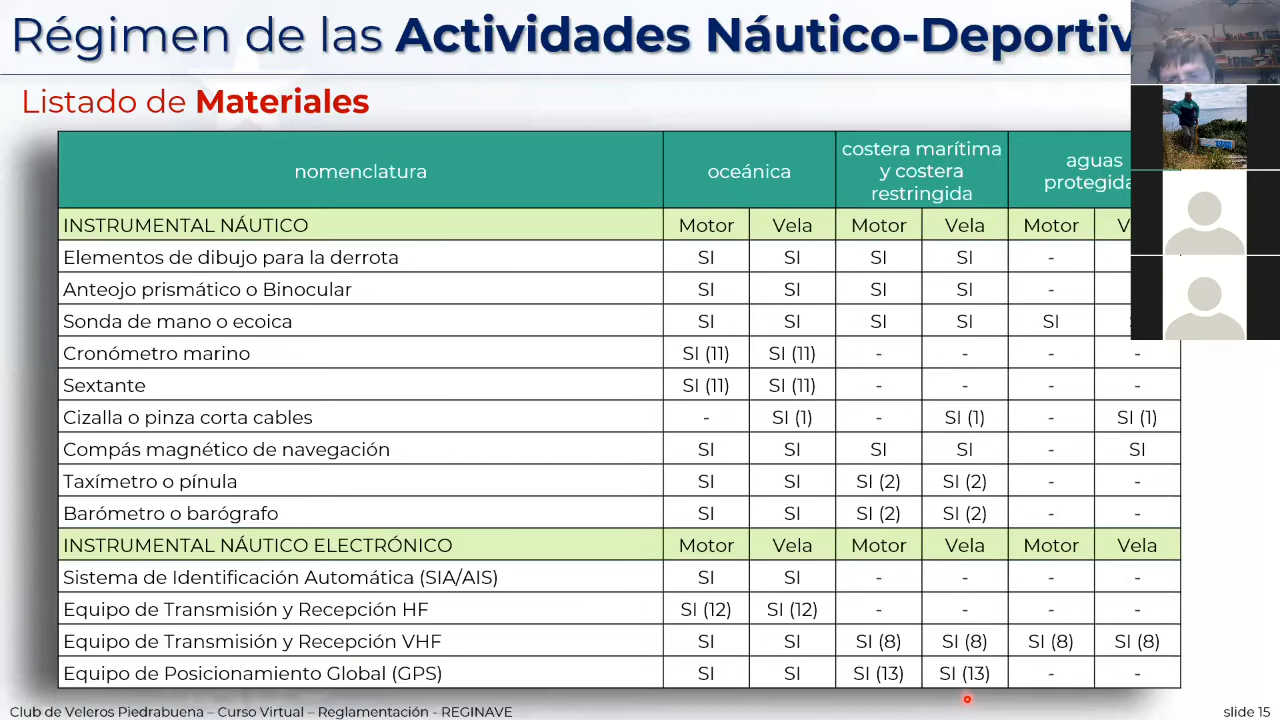 Régimen de las Actividades Náutico-Deportiv
Listado de Materiales
nomenclatura oceánica costera marítima y costera restringida aguas protegida
INSTRUMENTAL NÁUTICO Motor Vela Motor Vela Motor V
Elementos de dibujo para la derrota SI SI SI SI -
Anteojo prismático o Binocular SI SI SI SI -
Sonda de mano o ecoica SI SI SI SI SI
Cronómetro marino SI (11) SI (11) - - - -
Sextante SI (11) SI (11) - - - -
Cizalla o pinza corta cables - SI (1) - SI (1) - SI (1)
Compás magnético de navegación SI SI SI SI - SI
Taxímetro o pínula SI SI SI (2) SI (2) - -
Barómetro o barógrafo SI SI SI (2) SI (2) - -
INSTRUMENTAL NÁUTICO ELECTRÓNICO Motor Vela Motor Vela Motor Vela
Sistema de Identificación Automática (SIA/AIS) SI SI - - - -
Equipo de Transmisión y Recepción HF SI (12) SI (12) - - - -
Equipo de Transmisión y Recepción VHF SI SI SI (8) SI (8) SI (8) SI (8)
Equipo de Posicionamiento Global (GPS) SI SI SI (13) SI (13) - -
Club de Veleros Piedrabuena – Curso Virtual – Reglamentación - REGINAVE slide 15